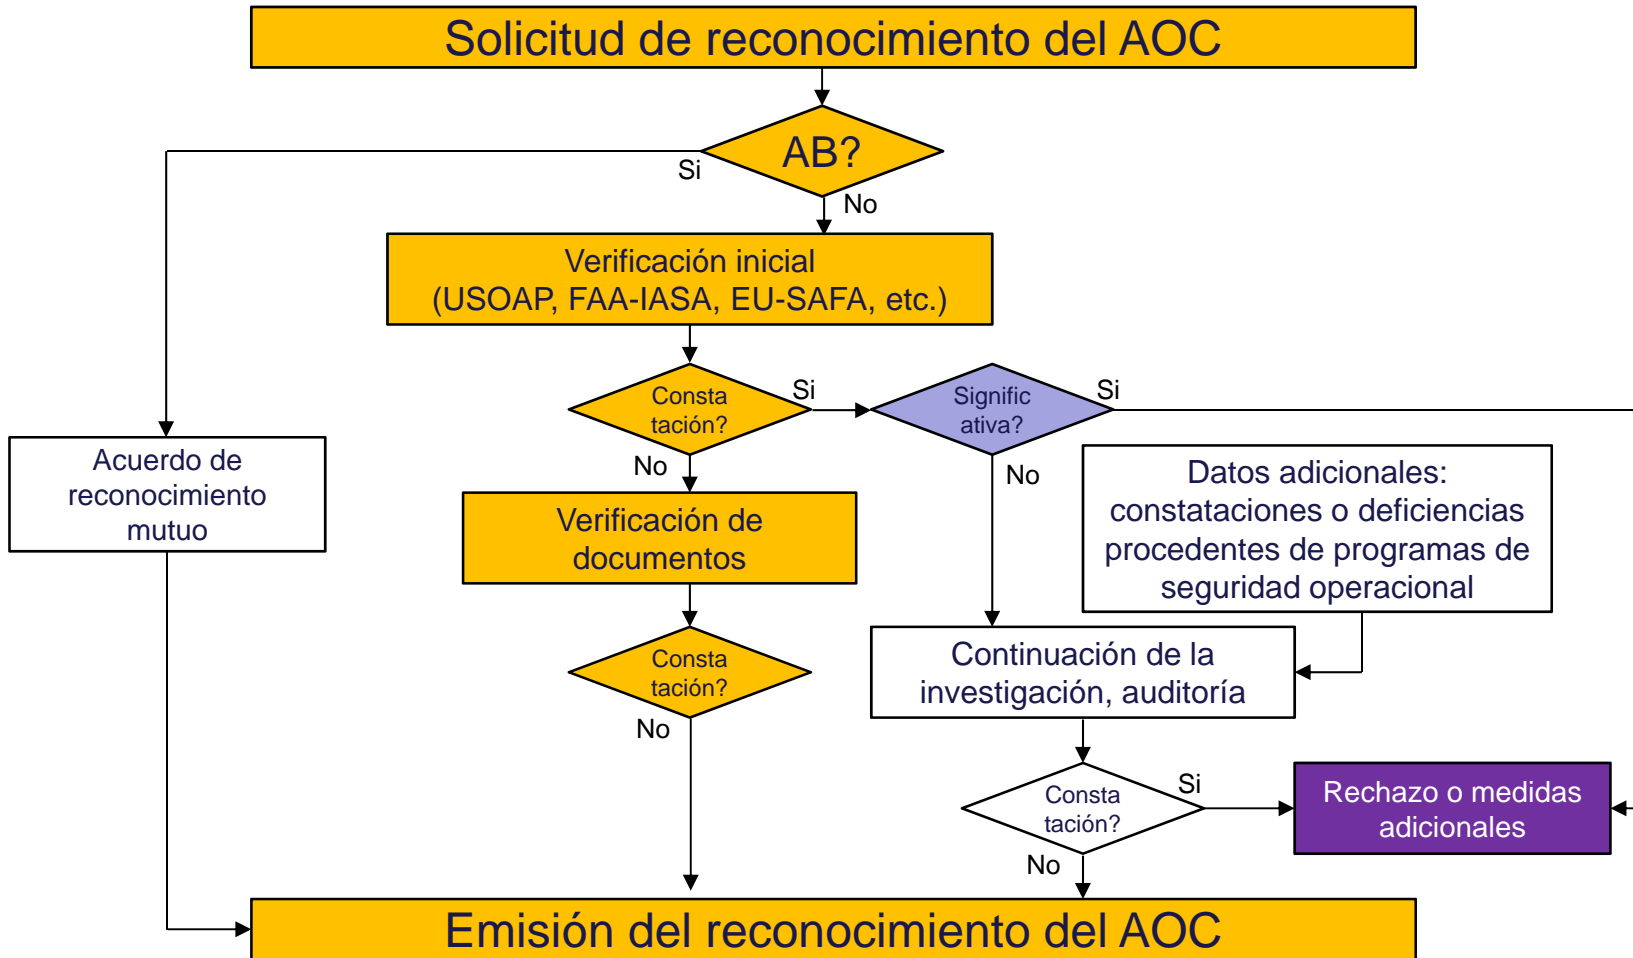 Solicitud de reconocimiento del AOC
AB?
Si
No
Verificación inicial
(USOAP, FAA-IASA, EU-SAFA, etc.)
Consta
tación?
Si
Signific
ativa?
Si
No
No
Acuerdo de
reconocimiento
mutuo
Verificación de
documentos
Datos adicionales:
constataciones o deficiencias
procedentes de programas de
seguridad operacional
Consta
tación?
No
Continuación de la
investigación, auditoría
Consta
tación?
Si
No
Rechazo o medidas
adicionales
Emisión del reconocimiento del AOC